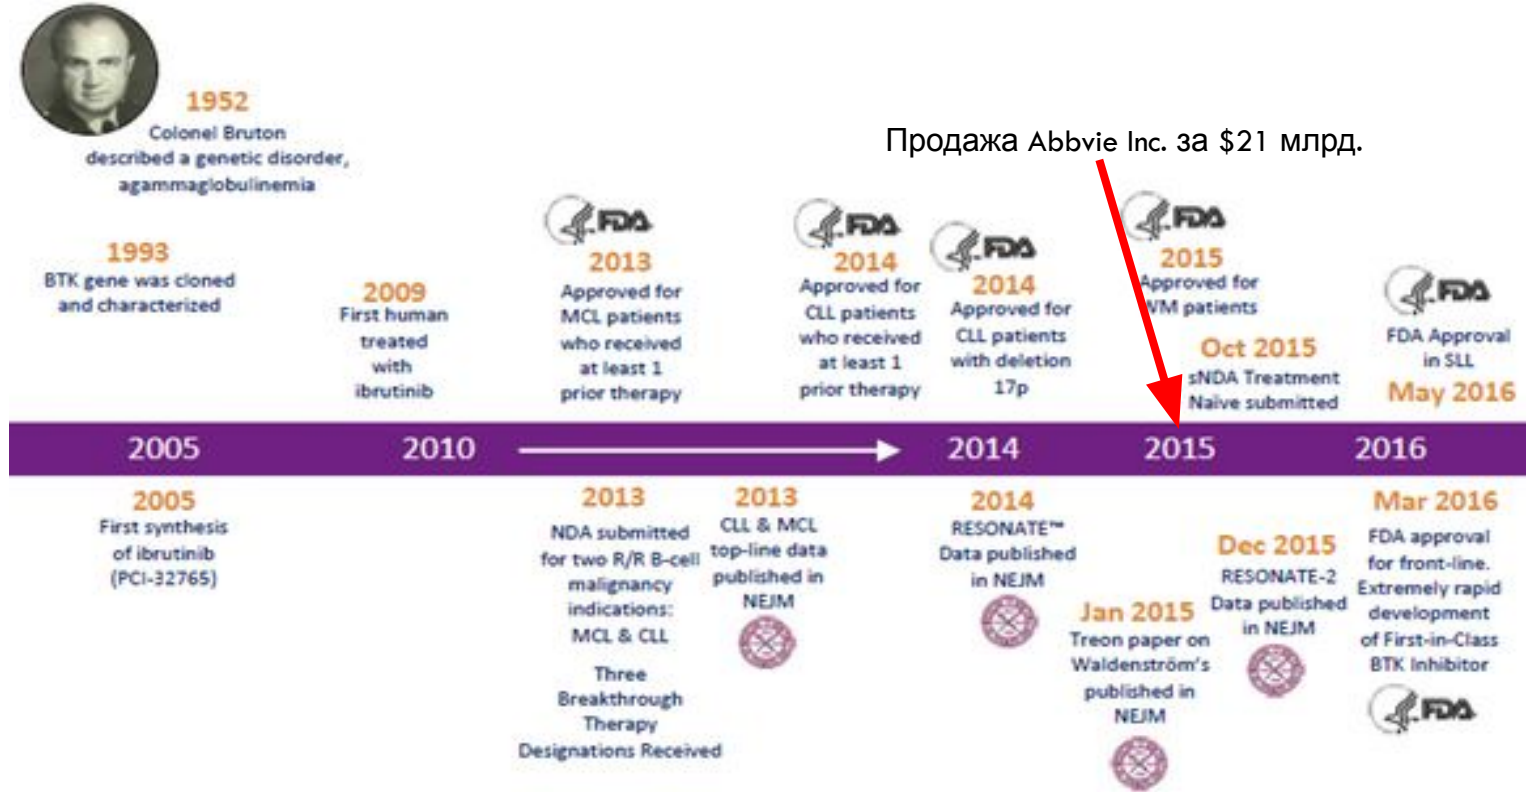 1952
Colonel Bruton
described a genetic disorder,
agammaglobulinemia
1993
BTK gene was cloned
and characterized
2009
First human
treated
with
ibrutinib
FDA
2013
Approved for
MCL patients
who received
at least 1
prior therapy
FDA
2014
Approved for
CLL patients
who received
at least 1
prior therapy
FDA
2014
Approved for
CLL patients
with deletion
17p
Продажа Abbvie Inc. за $21 млрд.
FDA
2015
Approved for
WM patients
Oct 2015
sNDA Treatment
Naïve submitted
FDA
FDA Approval
in SLL
May 2016
2005
2010
2014
2015
2016
2005
First synthesis
of ibrutinib
(PCI-32765)
2013
NDA submitted
for two R/R B-cell
malignancy
indications:
MCL & CLL
Three
Breakthrough
Therapy
Designations Received
2013
CLL & MCL
top-line data
published in
NEJM
2014
RESONATE™
Data published
in NEJM
Jan 2015
Treon paper on
Waldenström's
published in
NEJM
Dec 2015
RESONATE-2
Data published
in NEJM
Mar 2016
FDA approval
for front-line.
Extremely rapid
development
of First-in-Class
BTK Inhibitor
FDA